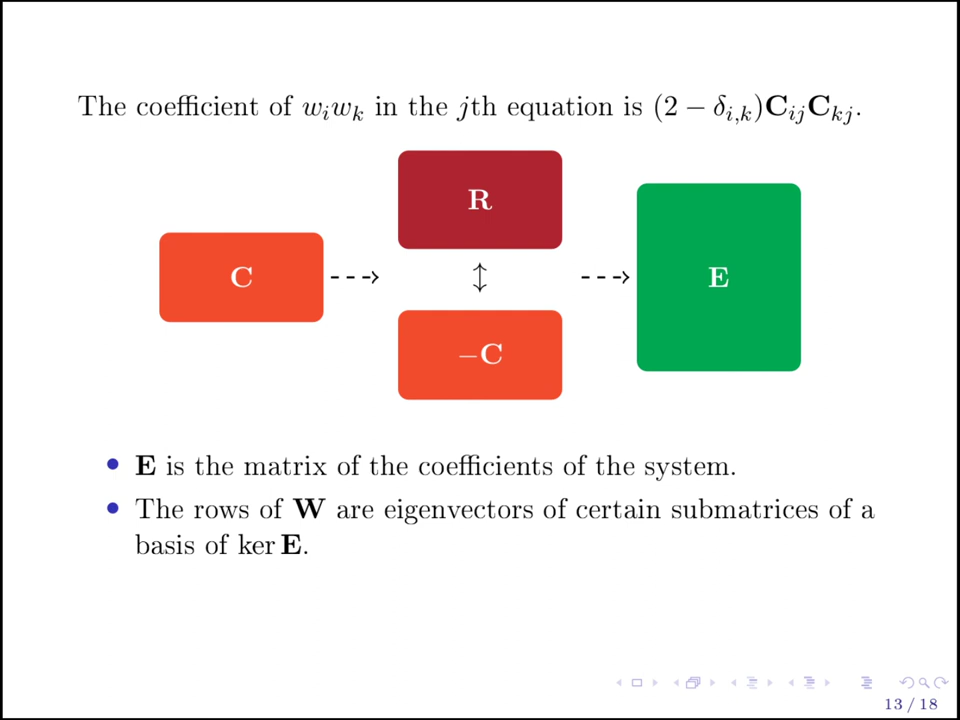 The coefficient of w_i w_k in the jth equation is (2 − δ_{i,k})C_{ij}C_{kj}.
R
C
E
−C
• E is the matrix of the coefficients of the system.
• The rows of W are eigenvectors of certain submatrices of a
basis of ker E.
13 / 18